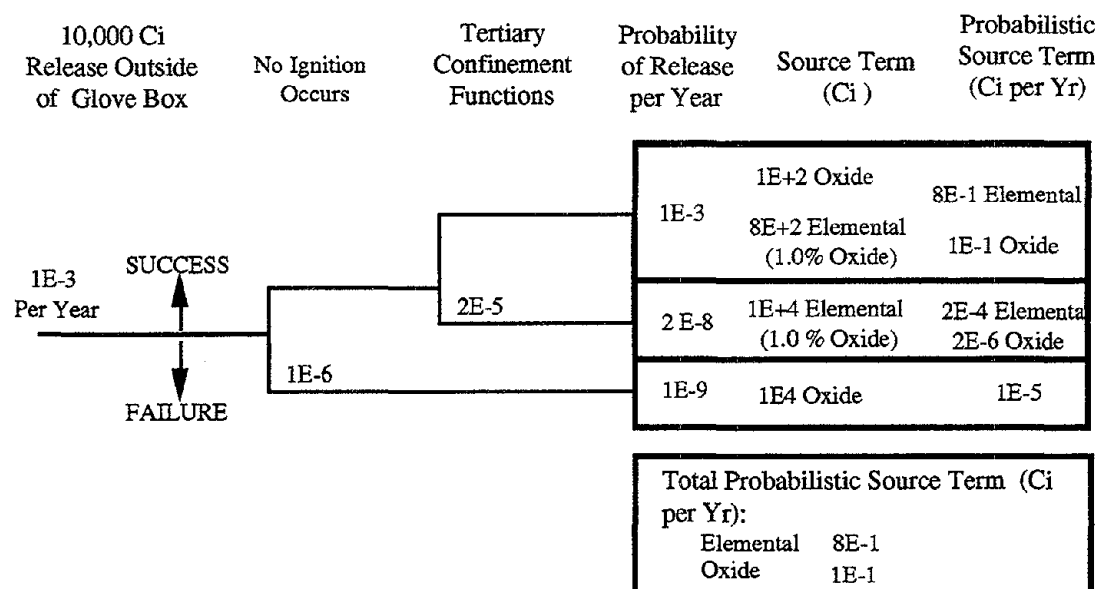 10,000 Ci
Release Outside
of Glove Box
No Ignition
Occurs
Tertiary
Confinement
Functions
Probability
of Release
per Year
Source Term
(Ci )
Probabilistic
Source Term
(Ci per Yr)
1E-3
Per Year
SUCCESS
FAILURE
1E-6
2E-5
1E-3
1E+2 Oxide
8E+2 Elemental
(1.0% Oxide)
8E-1 Elemental
1E-1 Oxide
2 E-8
1E+4 Elemental
(1.0 % Oxide)
2E-4 Elementa
2E-6 Oxide
1E-9
1E4 Oxide
1E-5
Total Probabilistic Source Term (Ci
per Yr):
Elemental 8E-1
Oxide 1E-1